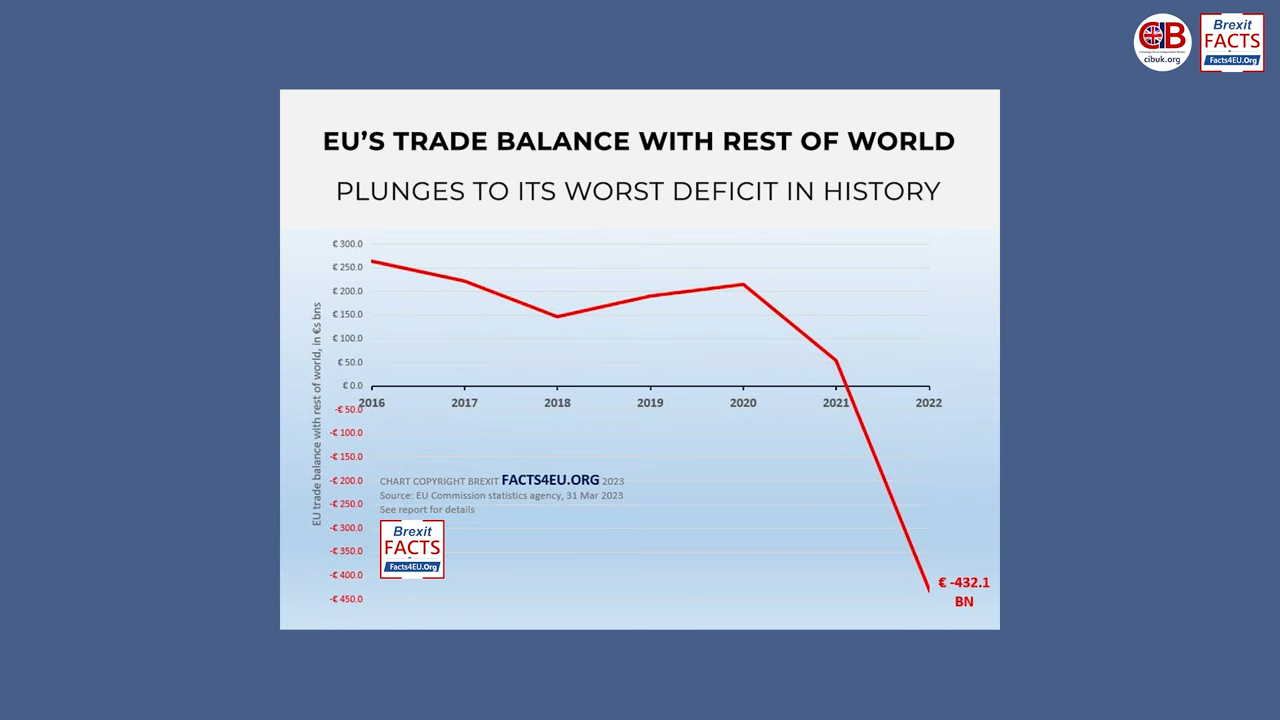 CIB
cibuk.org
Brexit
FACTS
Facts4EU.Org
EU'S TRADE BALANCE WITH REST OF WORLD
PLUNGES TO ITS WORST DEFICIT IN HISTORY
EU trade balance with rest of world, in €s bns
€ 300.0
€ 250.0
€ 200.0
€ 150.0
€ 100.0
€ 50.0
€ 0.0
-€ 50.0
-€ 100.0
-€ 150.0
-€ 200.0
-€ 250.0
-€ 300.0
-€ 350.0
-€ 400.0
-€ 450.0
2016 2017 2018 2019 2020 2021 2022
CHART COPYRIGHT BREXIT FACTS4EU.ORG 2023
Source: EU Commission statistics agency, 31 Mar 2023
See report for details
Brexit
FACTS
Facts4EU.Org
€ -432.1
BN